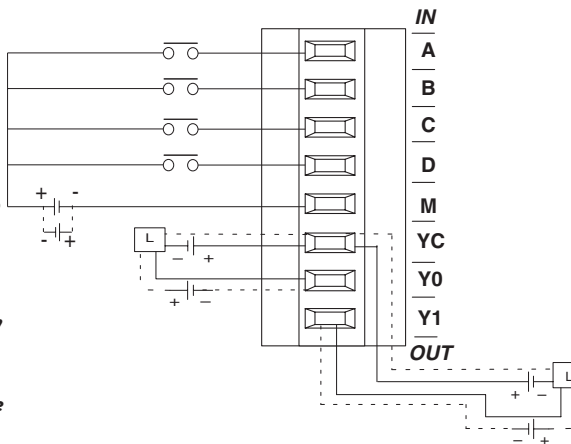 IN
A
B
C
D
+ -
M
- +
YC
L
- +
Y0
+ -
Y1
OUT
L
+ -
- +